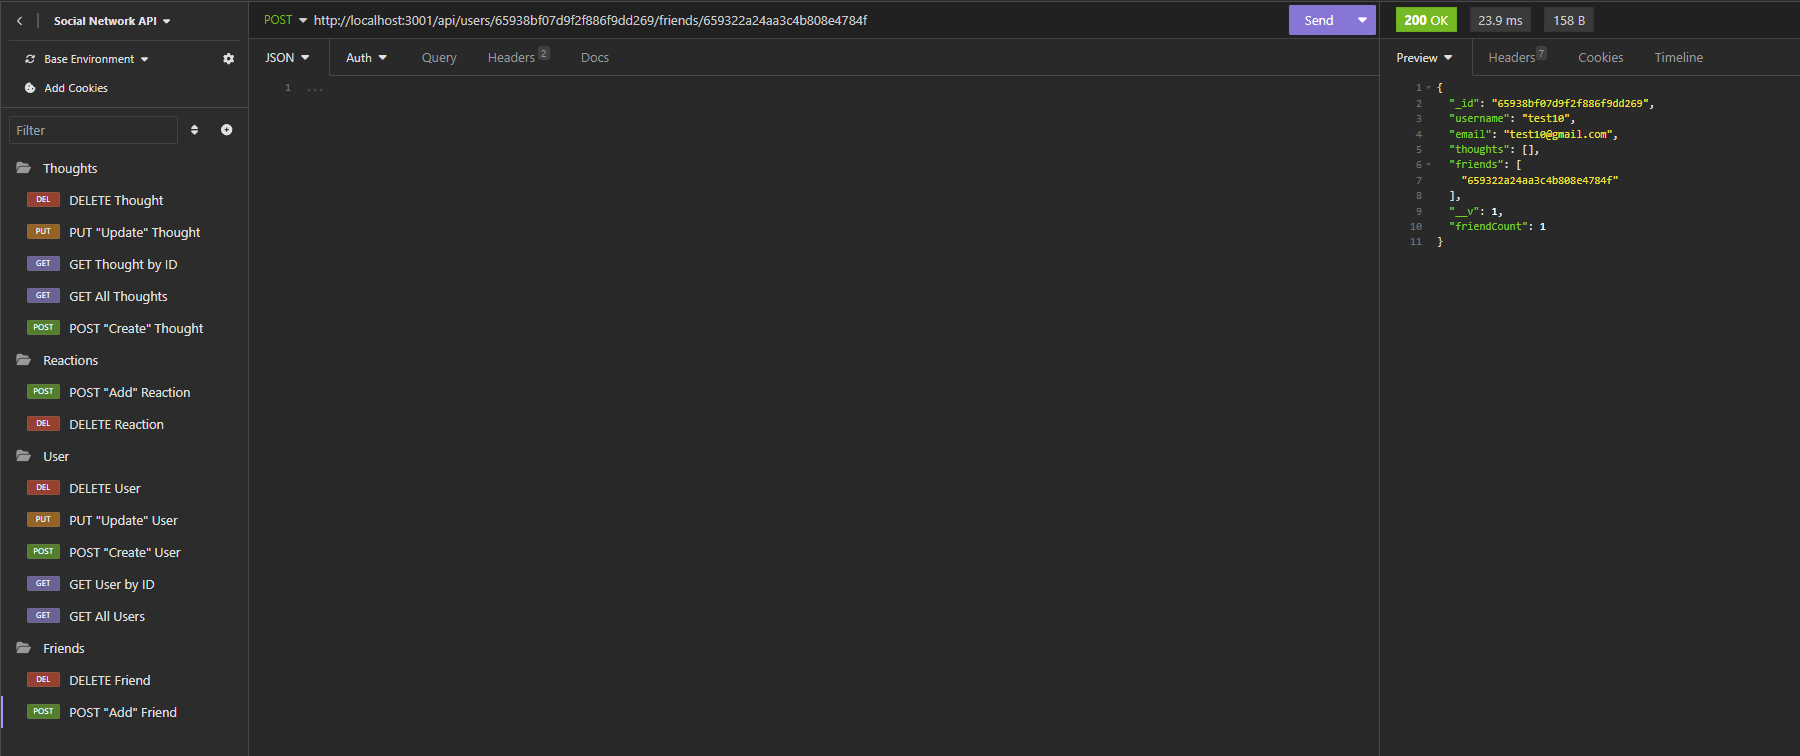 Social Network API
Base Environment
Add Cookies
Filter
Thoughts
DEL DELETE Thought
PUT PUT "Update" Thought
GET GET Thought by ID
GET GET All Thoughts
POST POST "Create" Thought
Reactions
POST POST "Add" Reaction
DEL DELETE Reaction
User
DEL DELETE User
PUT PUT "Update" User
POST POST "Create" User
GET GET User by ID
GET GET All Users
Friends
DEL DELETE Friend
POST POST "Add" Friend
POST http://localhost:3001/api/users/65938bf07d9f2f886f9dd269/friends/659322a24aa3c4b808e4784f Send
JSON Auth Query Headers 2 Docs
1 ...
200 OK 23.9 ms 158 B
Preview Headers 7 Cookies Timeline
1 {
2 "_id": "65938bf07d9f2f886f9dd269",
3 "username": "test10",
4 "email": "test10@gmail.com",
5 "thoughts": [],
6 "friends": [
7 "659322a24aa3c4b808e4784f"
8 ],
9 "__v": 1,
10 "friendCount": 1
11 }